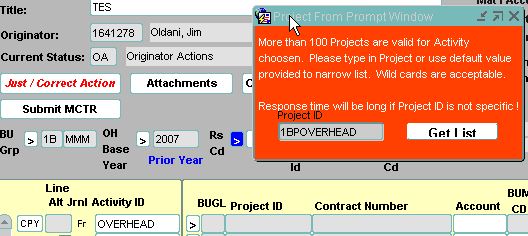 Title:
TES
Originator:
1641278
Oldani, Jim
Current Status:
OA
Originator Actions
Just / Correct Action
Attachments
Submit MCTR
BU
Grp
>
1B
MMM
OH
Base
Year
>
2007
Prior Year
Rs
Cd
>
Id
Cd
Project From Prompt Window
More than 100 Projects are valid for Activity
choosen. Please type in Project or use default value
provided to narrow list. Wild cards are acceptable.
Response time will be long if Project ID is not specific !
Project ID
1BPOVERHEAD
Get List
Line
Alt Jrnl Activity ID
BUGL Project ID
Contract Number
Account
BUM
CD
CPY
Fr
OVERHEAD
>